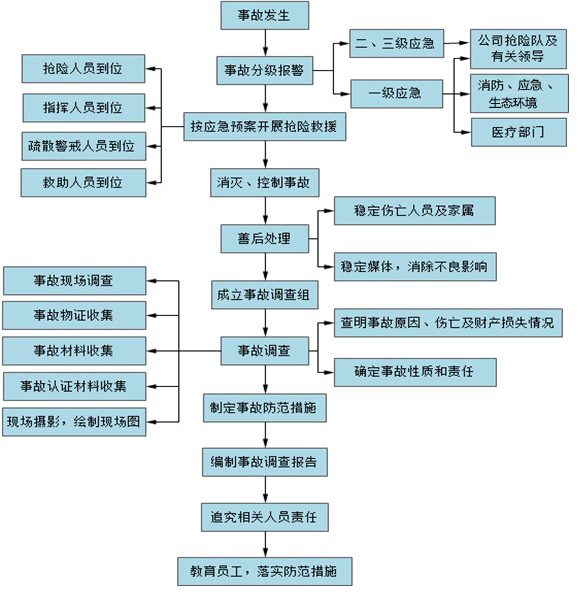 事故发生
事故分级报警
二、三级应急
公司抢险队及
有关领导
一级应急
消防、应急、
生态环境
医疗部门
抢险人员到位
指挥人员到位
疏散警戒人员到位
救助人员到位
按应急预案开展抢险救援
消灭、控制事故
善后处理
稳定伤亡人员及家属
稳定媒体，消除不良影响
成立事故调查组
事故调查
事故现场调查
事故物证收集
事故材料收集
事故认证材料收集
现场摄影，绘制现场图
查明事故原因、伤亡及财产损失情况
确定事故性质和责任
制定事故防范措施
编制事故调查报告
追究相关人员责任
教育员工，落实防范措施